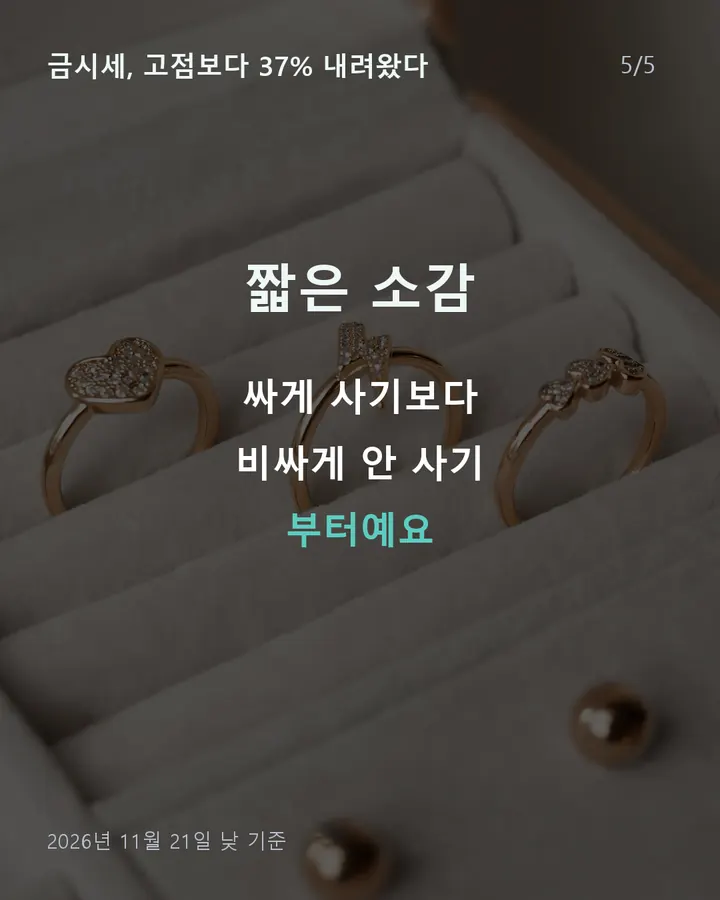 금시세, 고점보다 37% 내려왔다
5/5
짧은 소감
싸게 사기보다
비싸게 안 사기
부터예요
2026년 11월 21일 낮 기준